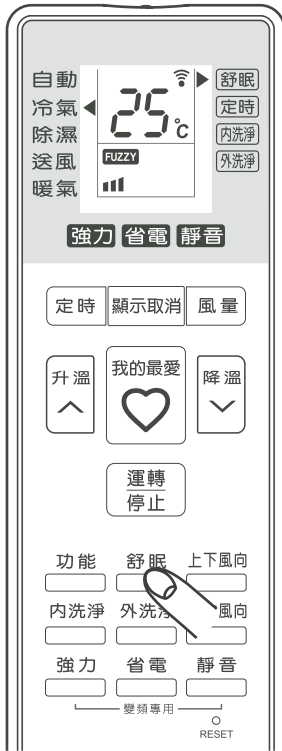 自動
舒眠
冷氣
25°C
定時
除濕
內洗淨
送風
FUZZY
外洗淨
暖氣
強力 省電 靜音
定時 顯示取消 風量
升溫 我的最愛 降溫
運轉
停止
功能 舒眠 上下風向
內洗淨 外洗 風向
強力 省電 靜音
變頻專用
RESET